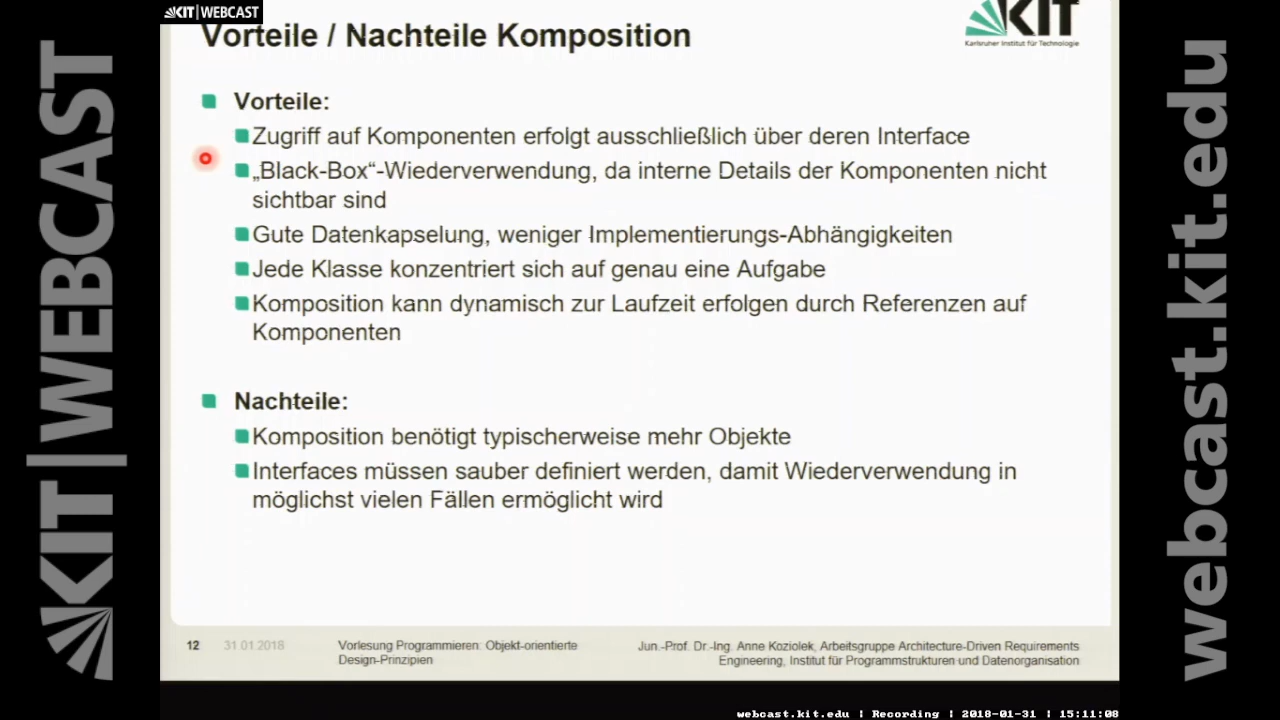 KIT | WEBCAST
Vorteile / Nachteile Komposition
KIT
Karlsruher Institut für Technologie
Vorteile:
Zugriff auf Komponenten erfolgt ausschließlich über deren Interface
„Black-Box“-Wiederverwendung, da interne Details der Komponenten nicht
sichtbar sind
Gute Datenkapselung, weniger Implementierungs-Abhängigkeiten
Jede Klasse konzentriert sich auf genau eine Aufgabe
Komposition kann dynamisch zur Laufzeit erfolgen durch Referenzen auf
Komponenten
Nachteile:
Komposition benötigt typischerweise mehr Objekte
Interfaces müssen sauber definiert werden, damit Wiederverwendung in
möglichst vielen Fällen ermöglicht wird
12
31.01.2018
Vorlesung Programmieren: Objekt-orientierte
Design-Prinzipien
Jun.-Prof. Dr.-Ing. Anne Koziolek, Arbeitsgruppe Architecture-Driven Requirements
Engineering, Institut für Programmstrukturen und Datenorganisation
KIT | WEBCAST
webcast.kit.edu
webcast.kit.edu | Recording | 2018-01-31 | 15:11:08